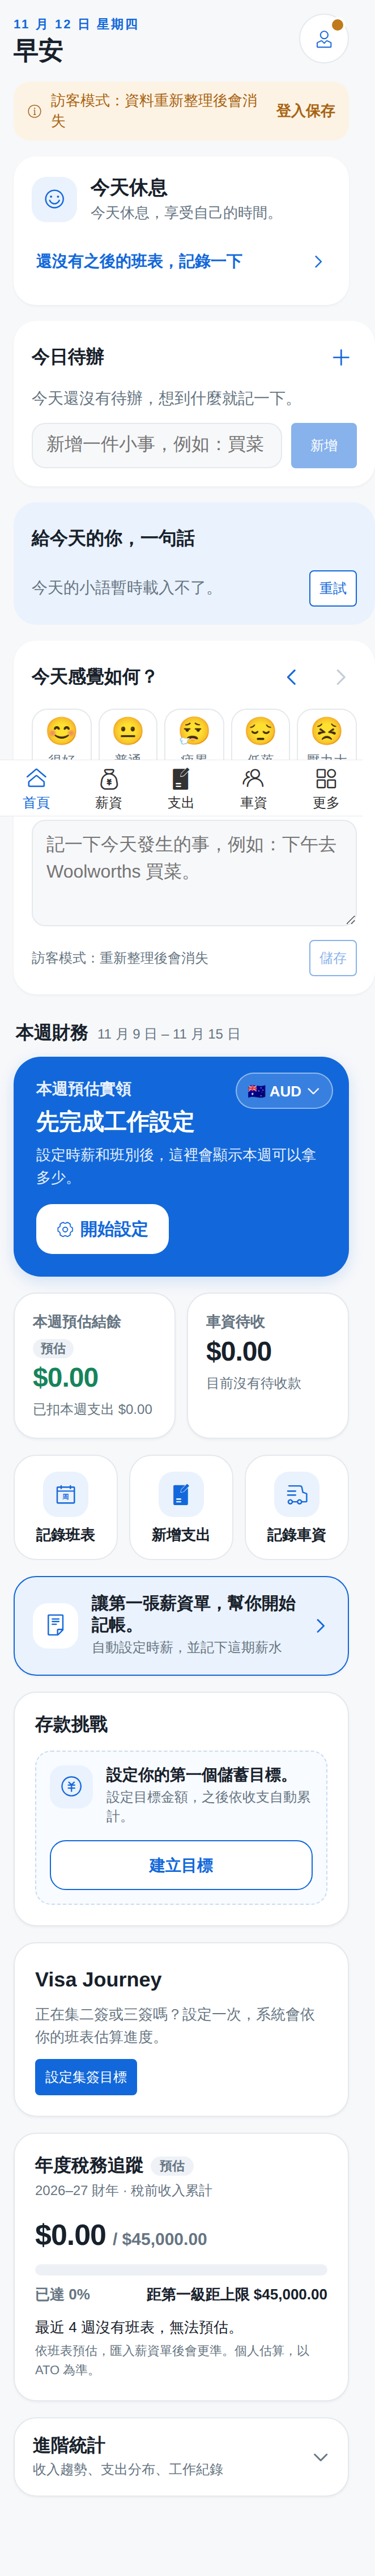 11 月 12 日 星期四
早安
訪客模式：資料重新整理後會消
失
登入保存
今天休息
今天休息，享受自己的時間。
還沒有之後的班表，記錄一下
今日待辦
今天還沒有待辦，想到什麼就記一下。
新增一件小事，例如：買菜
新增
給今天的你，一句話
今天的小語暫時載入不了。
重試
今天感覺如何？
很好
普通
疲累
低落
壓力大
首頁
薪資
支出
車資
更多
記一下今天發生的事，例如：下午去
Woolworths 買菜。
訪客模式：重新整理後會消失
儲存
本週財務 11 月 9 日 – 11 月 15 日
本週預估實領
AUD
先完成工作設定
設定時薪和班別後，這裡會顯示本週可以拿
多少。
開始設定
本週預估結餘
預估
$0.00
已扣本週支出 $0.00
車資待收
$0.00
目前沒有待收款
記錄班表
新增支出
記錄車資
讓第一張薪資單，幫你開始
記帳。
自動設定時薪，並記下這期薪水
存款挑戰
設定你的第一個儲蓄目標。
設定目標金額，之後依收支自動累
計。
建立目標
Visa Journey
正在集二簽或三簽嗎？設定一次，系統會依
你的班表估算進度。
設定集簽目標
年度稅務追蹤 預估
2026–27 財年 · 稅前收入累計
$0.00 / $45,000.00
已達 0%
距第一級距上限 $45,000.00
最近 4 週沒有班表，無法預估。
依班表預估，匯入薪資單後會更準。個人估算，以
ATO 為準。
進階統計
收入趨勢、支出分布、工作紀錄